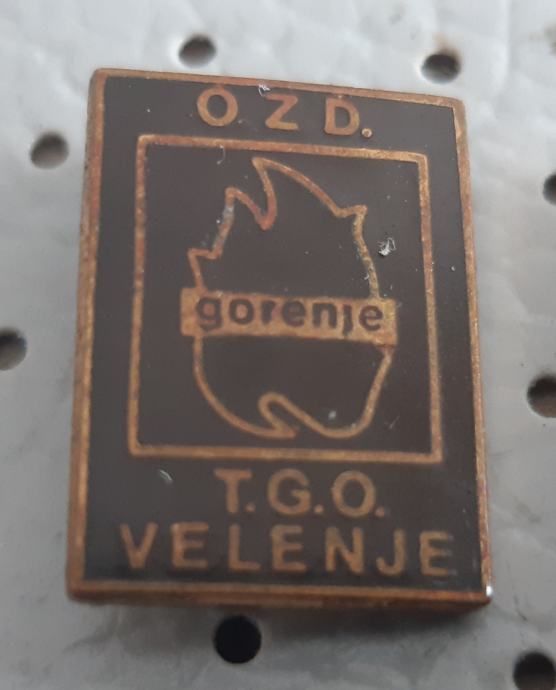 O Z D.
gorenje
T.G.O.
VELENJE